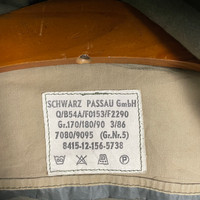 SCHWARZ PASSAU GmbH
Q/B54A/F0153/F2290
Gr.170/180/90 3/86
7080/9095 (Gr.Nr.5)
8415-12-156-5738